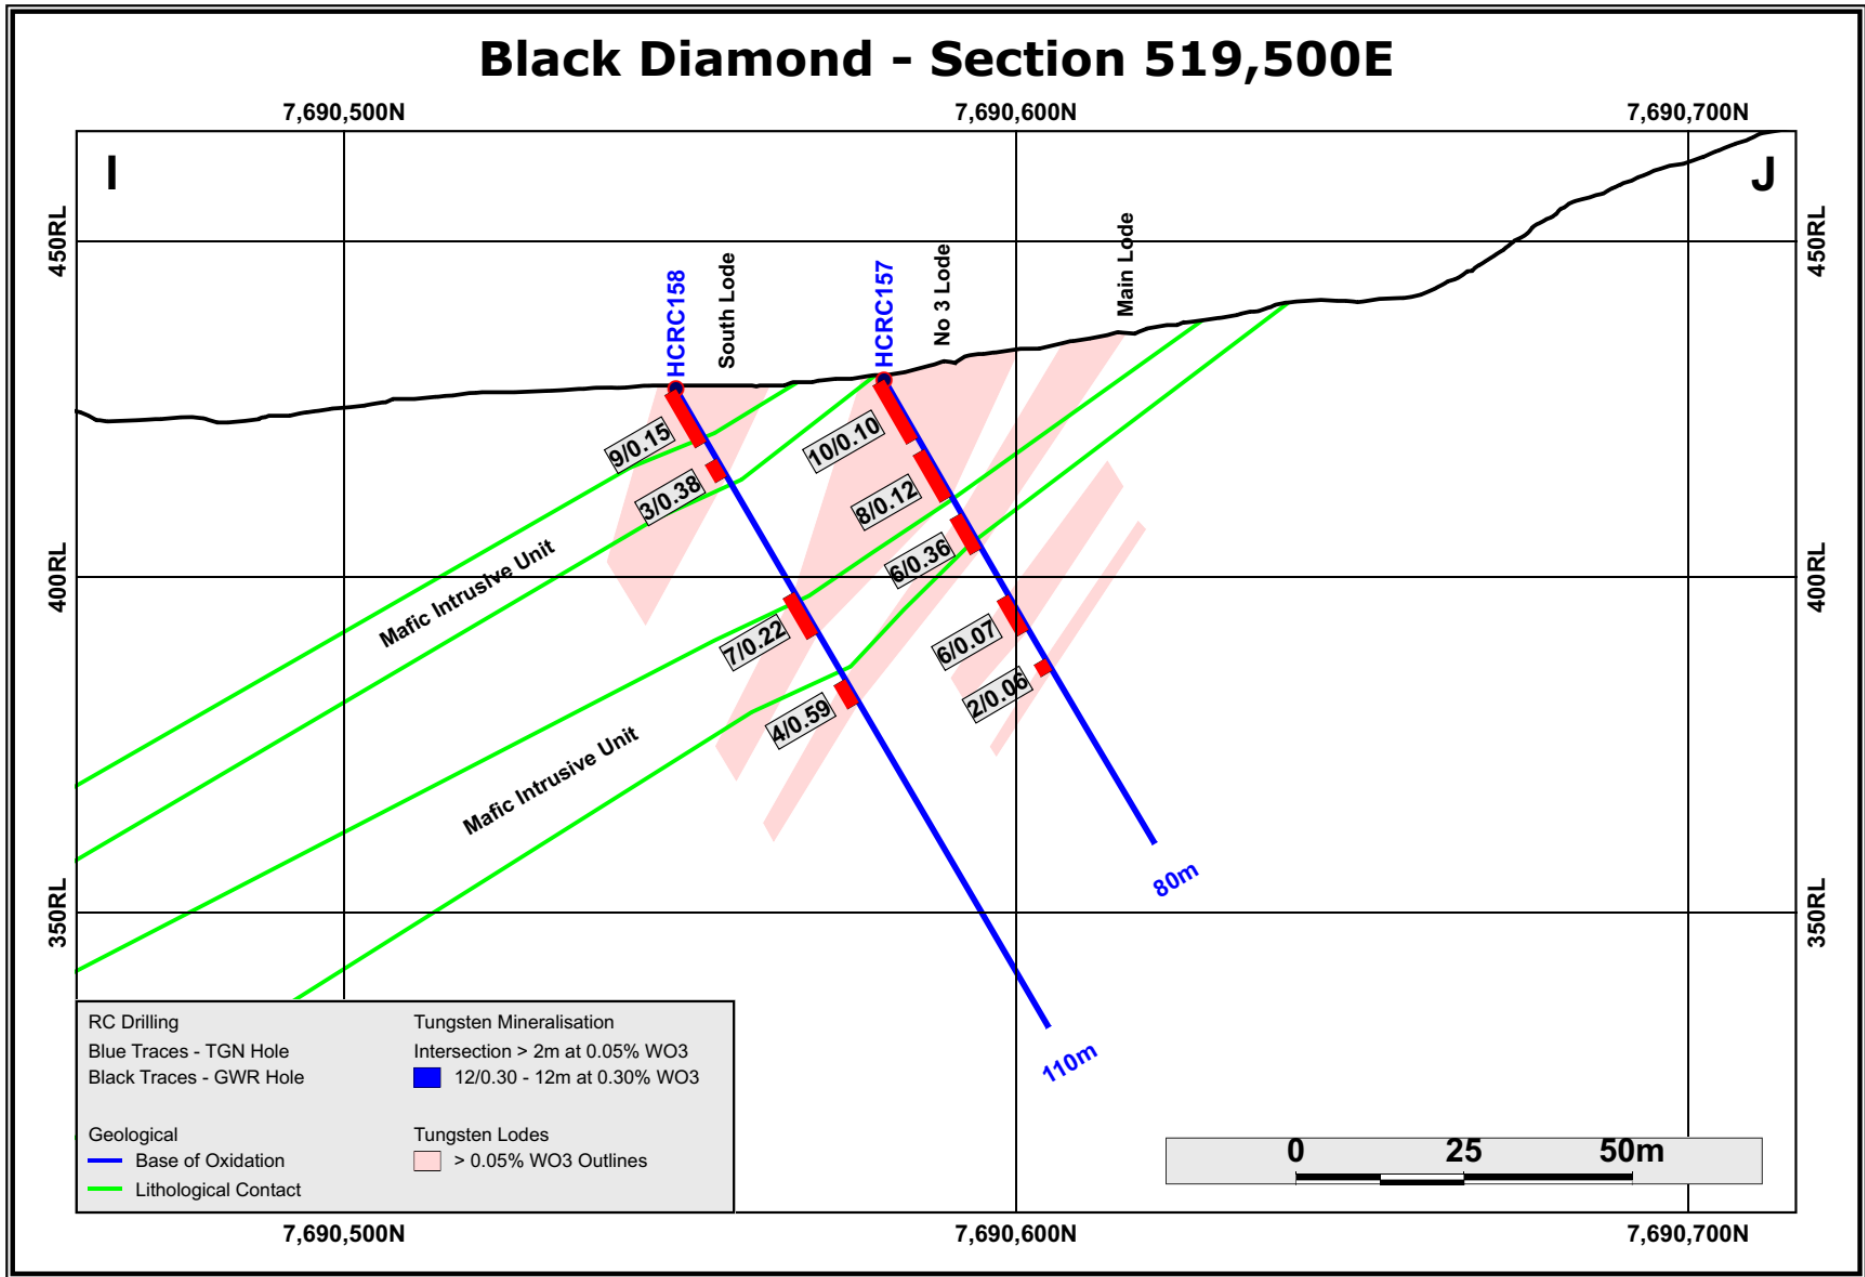 Black Diamond - Section 519,500E
7,690,500N
7,690,600N
7,690,700N
I
J
450RL
450RL
HCRC158
South Lode
HCRC157
No 3 Lode
Main Lode
9/0.15
3/0.38
10/0.10
8/0.12
6/0.36
400RL
400RL
Mafic Intrusive Unit
7/0.22
4/0.59
6/0.07
2/0.06
Mafic Intrusive Unit
80m
350RL
350RL
110m
RC Drilling
Blue Traces - TGN Hole
Black Traces - GWR Hole
Tungsten Mineralisation
Intersection > 2m at 0.05% WO3
12/0.30 - 12m at 0.30% WO3
Geological
Base of Oxidation
Lithological Contact
Tungsten Lodes
> 0.05% WO3 Outlines
0 25 50m
7,690,500N
7,690,600N
7,690,700N